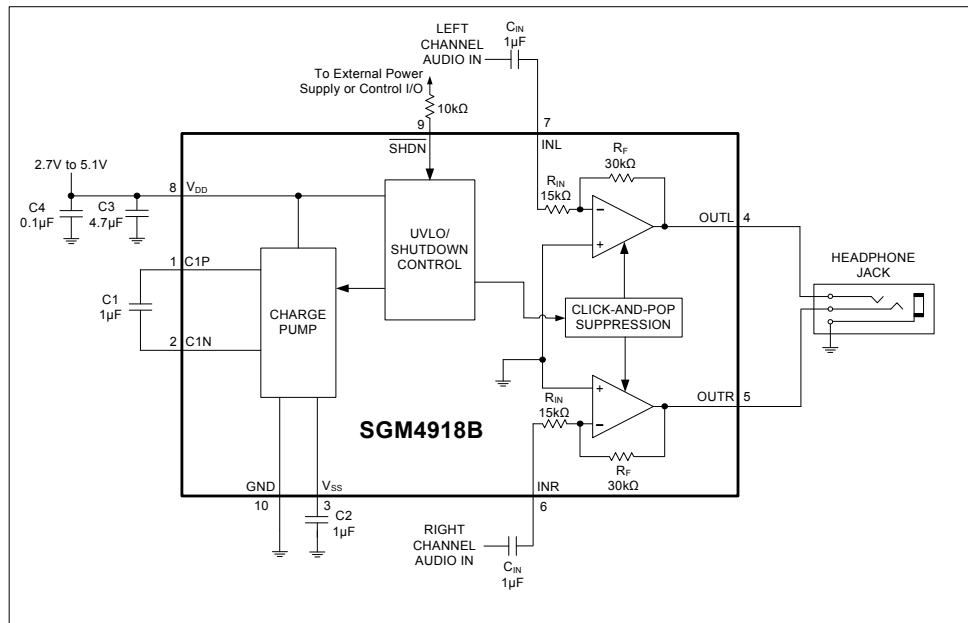 LEFT
CHANNEL
AUDIO IN
CIN
1µF
To External Power
Supply or Control I/O
10kΩ
9
7
SHDN
INL
2.7V to 5.1V
8
VDD
C4
0.1µF
C3
4.7µF
UVLO/
SHUTDOWN
CONTROL
RIN
15kΩ
RF
30kΩ
−
+
OUTL
4
HEADPHONE
JACK
1
C1P
C1
1µF
2
C1N
CHARGE
PUMP
CLICK-AND-POP
SUPPRESSION
+
−
OUTR
5
RIN
15kΩ
RF
30kΩ
SGM4918B
GND
10
VSS
3
C2
1µF
INR
6
RIGHT
CHANNEL
AUDIO IN
CIN
1µF